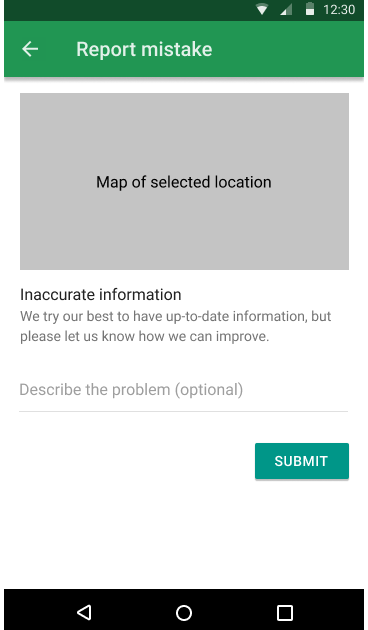 12:30
Report mistake
Map of selected location
Inaccurate information
We try our best to have up-to-date information, but
please let us know how we can improve.
Describe the problem (optional)
SUBMIT